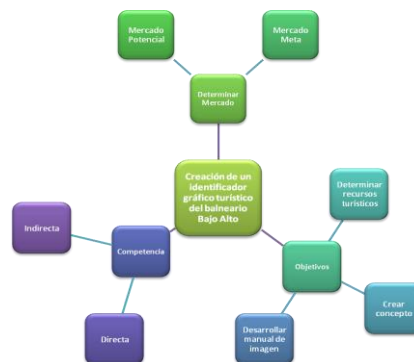 Mercado
Potencial
Mercado
Meta
Determinar
Mercado
Creación de un
identificador
gráfico turístico
del balneario
Bajo Alto
Determinar
recursos
turísticos
Indirecta
Competencia
Objetivos
Crear
concepto
Directa
Desarrollar
manual de
imagen